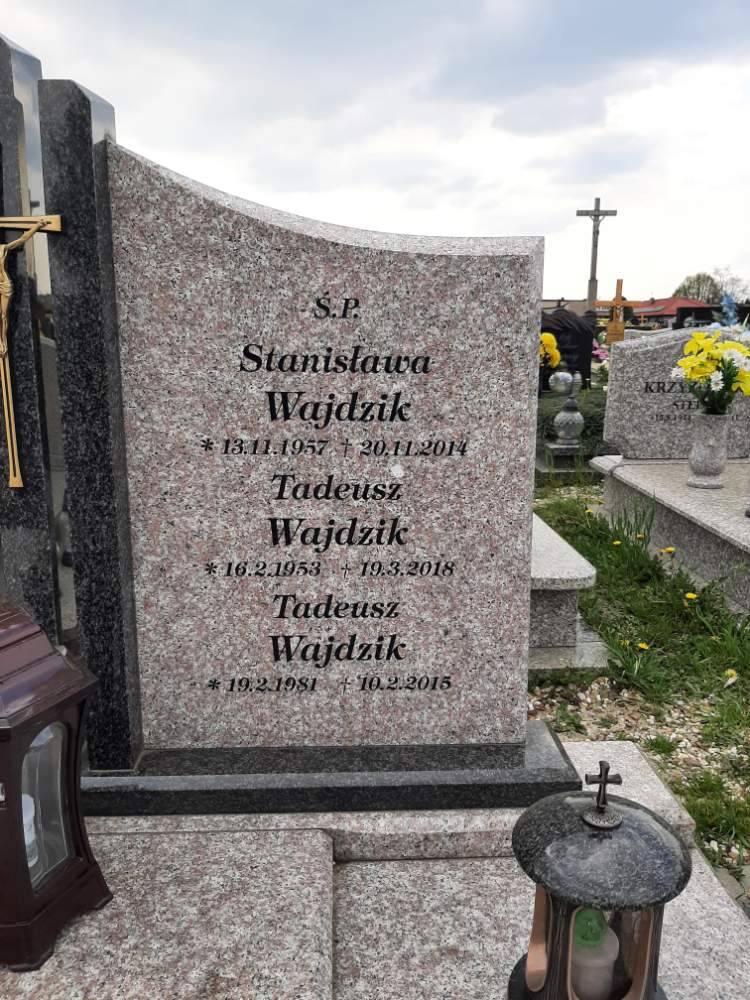 Ś.P.
Stanisława
Wajdzik
* 13.11.1957 † 20.11.2014
Tadeusz
Wajdzik
* 16.2.1953 † 19.3.2018
Tadeusz
Wajdzik
* 19.2.1981 † 10.2.2015